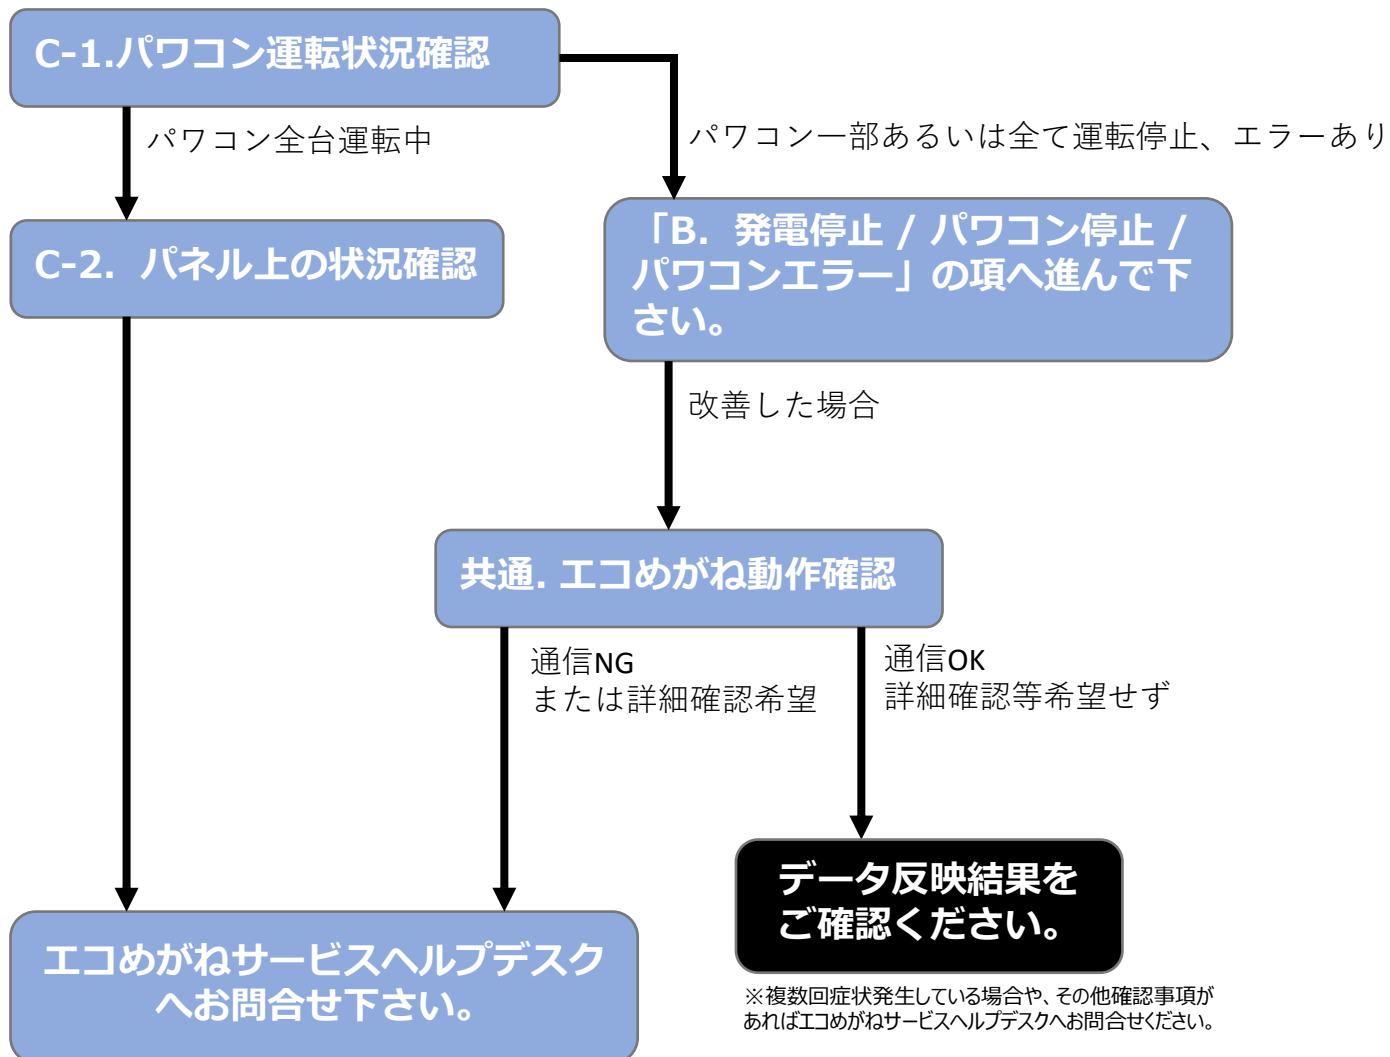 C-1.パワコン運転状況確認
パワコン全台運転中
パワコン一部あるいは全て運転停止、エラーあり
C-2. パネル上の状況確認
「B. 発電停止 / パワコン停止 /
パワコンエラー」の項へ進んで下
さい。
改善した場合
共通. エコめがね動作確認
通信NG
または詳細確認希望
通信OK
詳細確認等希望せず
データ反映結果を
ご確認ください。
エコめがねサービスヘルプデスク
へお問合せ下さい。
※複数回症状発生している場合や、その他確認事項が
あればエコめがねサービスヘルプデスクへお問合せください。